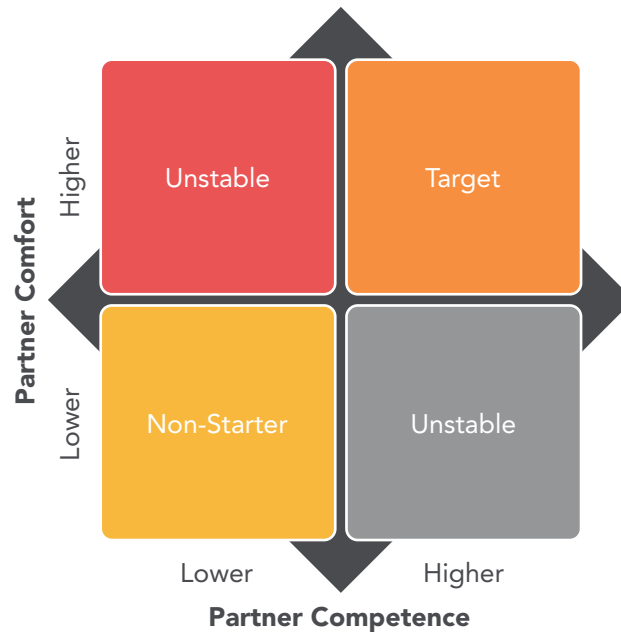 Partner Comfort
Higher
Unstable
Target
Lower
Non-Starter
Unstable
Lower
Higher
Partner Competence